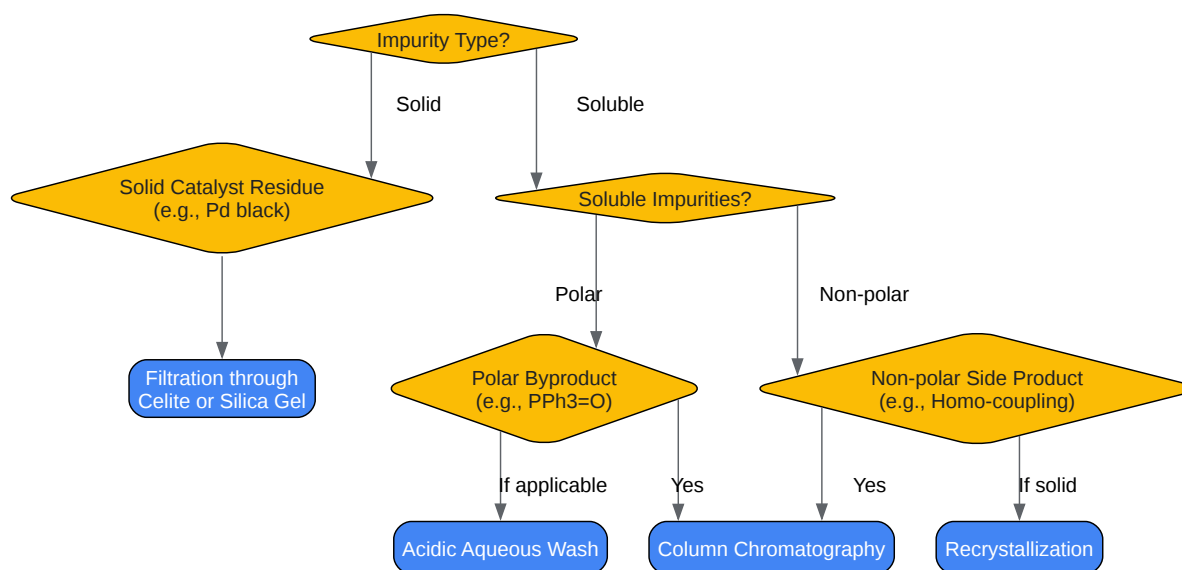 Impurity Type?
Solid
Soluble
Solid Catalyst Residue
(e.g., Pd black)
Soluble Impurities?
Polar
Non-polar
Filtration through
Celite or Silica Gel
Polar Byproduct
(e.g., PPh3=O)
Non-polar Side Product
(e.g., Homo-coupling)
If applicable
Yes
Yes
If solid
Acidic Aqueous Wash
Column Chromatography
Recrystallization